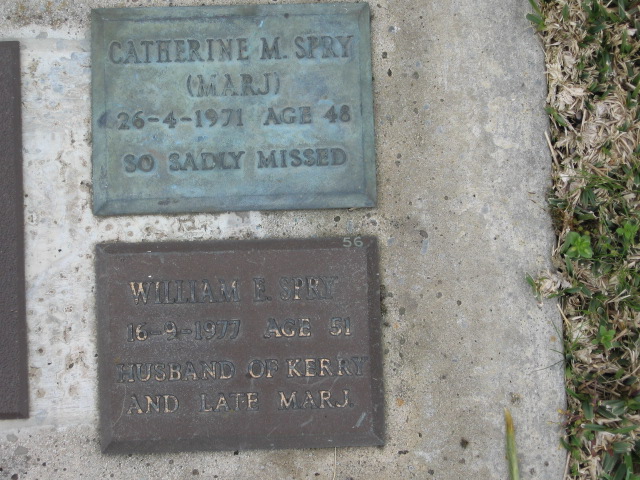 CATHERINE M. SPRY
(MARJ)
26-4-1971 AGE 48
SO SADLY MISSED
56
WILLIAM E. SPRY
16-9-1977 AGE 51
HUSBAND OF KERRY
AND LATE MARJ.